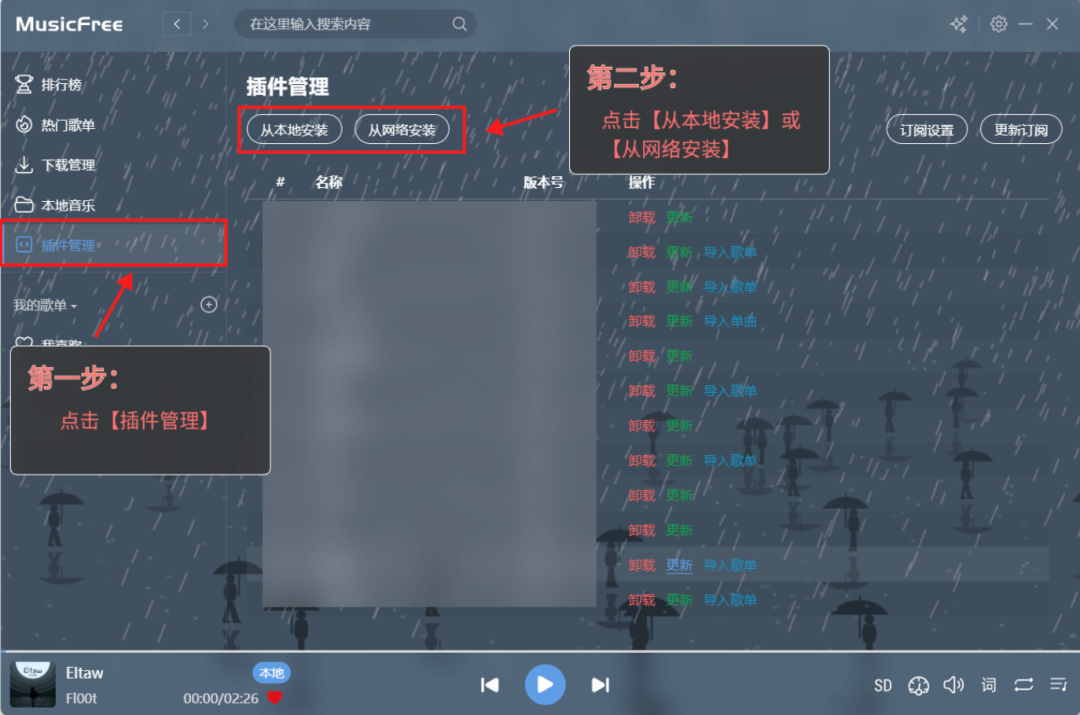 MusicFree
在这里输入搜索内容
排行榜
热门歌单
下载管理
本地音乐
插件管理
我的歌单
我喜欢
第一步：
点击【插件管理】
插件管理
从本地安装 从网络安装
第二步：
点击【从本地安装】或
【从网络安装】
订阅设置 更新订阅
# 名称 版本号 操作
卸载 更新
卸载 更新 导入歌单
卸载 更新 导入歌单
卸载 更新 导入单曲
卸载 更新
卸载 更新 导入歌单
卸载 更新
卸载 更新 导入歌单
卸载 更新
卸载 更新
卸载 更新 导入歌单
卸载 更新 导入歌单
Eltaw
Eltaw 本地
Fl00t 00:00/02:26
SD 词